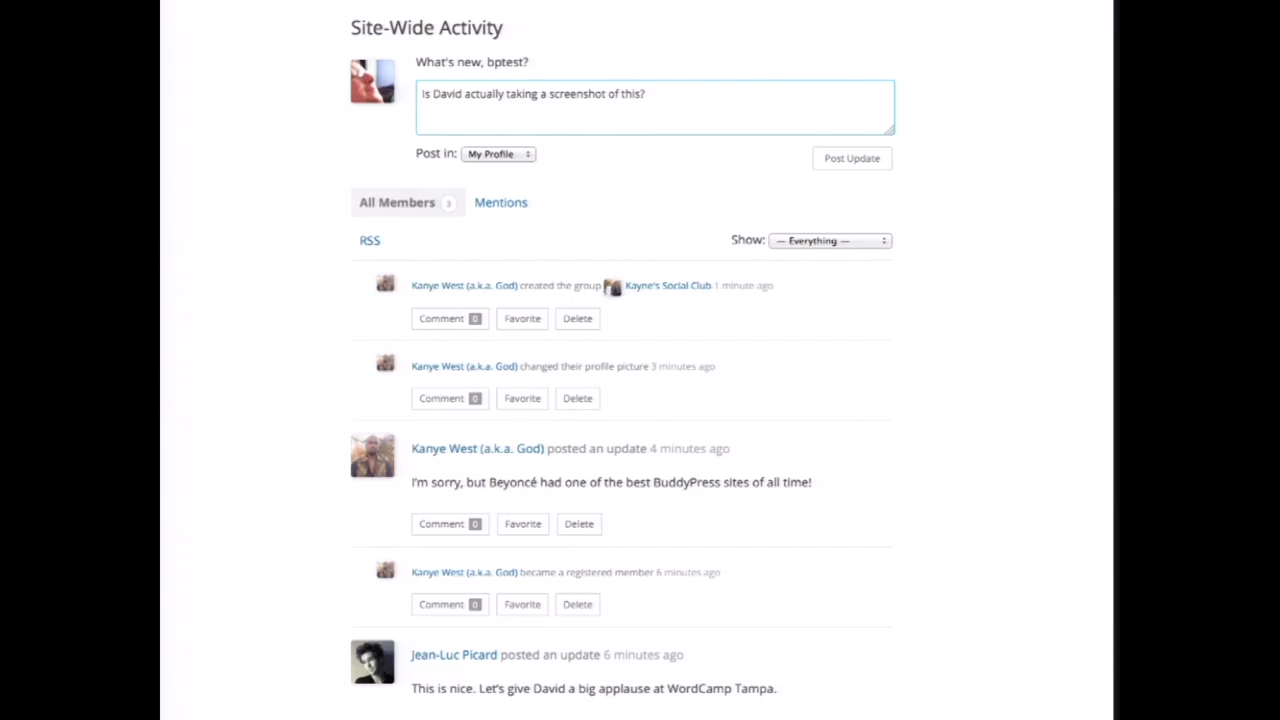 Site-Wide Activity
What's new, bptest?
Is David actually taking a screenshot of this?
Post in: My Profile
Post Update
All Members 3 Mentions
RSS
Show: — Everything —
Kanye West (a.k.a. God) created the group Kayne's Social Club 1 minute ago
Comment 0 Favorite Delete
Kanye West (a.k.a. God) changed their profile picture 3 minutes ago
Comment 0 Favorite Delete
Kanye West (a.k.a. God) posted an update 4 minutes ago
I'm sorry, but Beyoncé had one of the best BuddyPress sites of all time!
Comment 0 Favorite Delete
Kanye West (a.k.a. God) became a registered member 6 minutes ago
Comment 0 Favorite Delete
Jean-Luc Picard posted an update 6 minutes ago
This is nice. Let's give David a big applause at WordCamp Tampa.